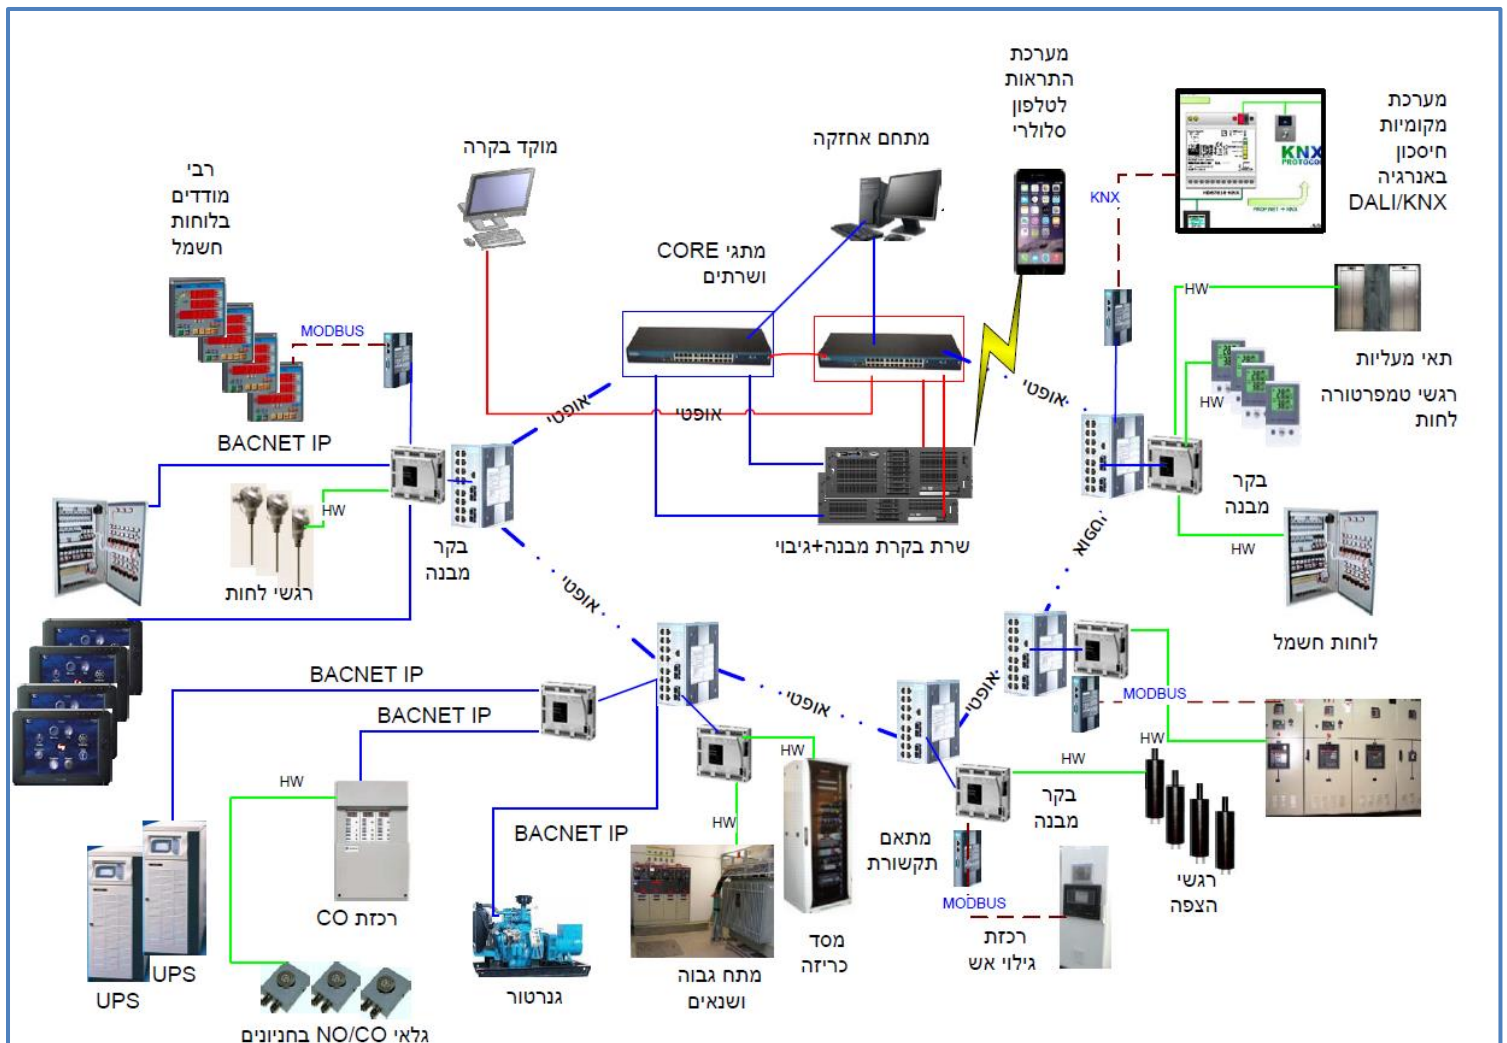 מערכת
התראות
לטלפון
סלולרי
מערכת
מקומיות
חיסכון
באנרגיה
DALI/KNX
KNX
PROTOCOL
KNX
מוקד בקרה
מתחם אחזקה
רבי
מודדים
בלוחות
חשמל
מתגי CORE
ושרתים
MODBUS
HW
תאי מעליות
רגשי טמפרטורה
לחות
HW
אופטי
אופטי
אופטי
BACNET IP
HW
רגשי לחות
בקר
מבנה
שרת בקרת מבנה+גיבוי
בקר
מבנה
HW
אופטי
אופטי
לוחות חשמל
BACNET IP
BACNET IP
אופטי
אופטי
MODBUS
HW
HW
HW
HW
HW
BACNET IP
בקר
מבנה
מתאם
תקשורת
MODBUS
רגשי
הצפה
רכזת CO
UPS
UPS
גלאי NO/CO בחניונים
גנרטור
מתח גבוה
ושנאים
מסד
כריזה
רכזת
גילוי אש